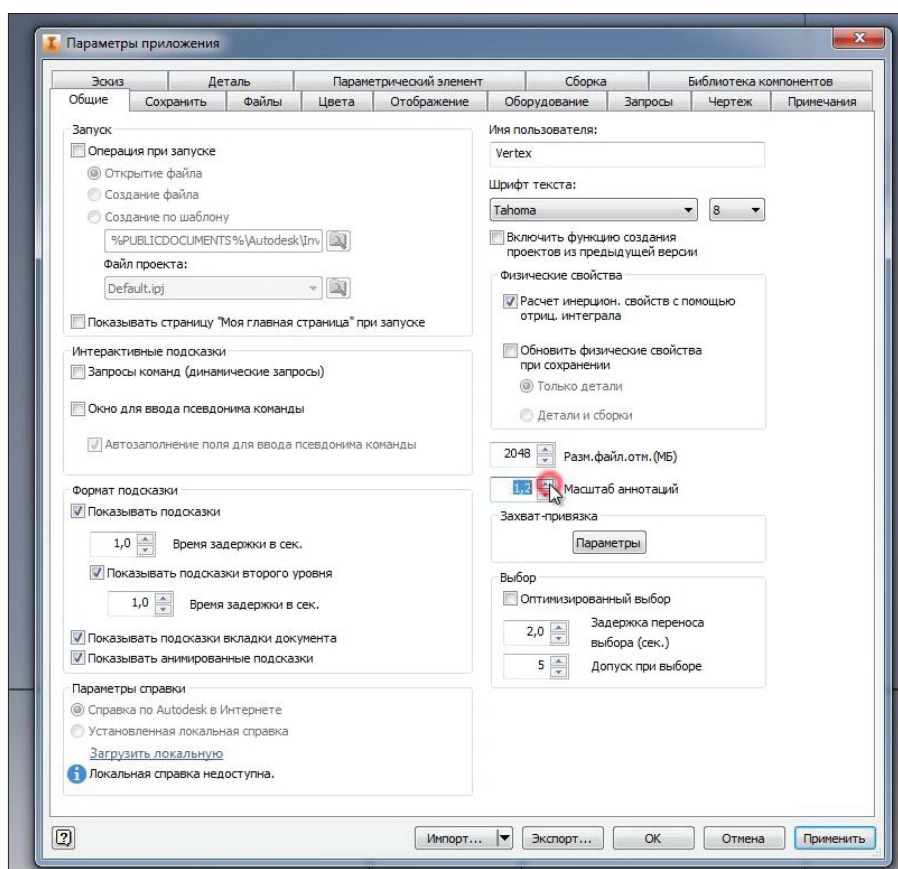 Параметры приложения
Эскиз Деталь Параметрический элемент Сборка Библиотека компонентов
Общие Сохранить Файлы Цвета Отображение Оборудование Запросы Чертеж Примечания
Запуск
Операция при запуске
Открытие файла
Создание файла
Создание по шаблону
%PUBLICDOCUMENTS%\Autodesk\Inv
Файл проекта:
Default.ipj
Показывать страницу "Моя главная страница" при запуске
Интерактивные подсказки
Запросы команд (динамические запросы)
Окно для ввода псевдонима команды
Автозаполнение поля для ввода псевдонима команды
Формат подсказки
Показывать подсказки
1,0 Время задержки в сек.
Показывать подсказки второго уровня
1,0 Время задержки в сек.
Показывать подсказки вкладки документа
Показывать анимированные подсказки
Параметры справки
Справка по Autodesk в Интернете
Установленная локальная справка
Загрузить локальную
Локальная справка недоступна.
Имя пользователя:
Vertex
Шрифт текста:
Tahoma 8
Включить функцию создания
проектов из предыдущей версии
Физические свойства
Расчет инерцион. свойств с помощью
отриц. интеграла
Обновить физические свойства
при сохранении
Только детали
Детали и сборки
2048 Разм.файл.отм.(МБ)
1,2 Масштаб аннотаций
Захват-привязка
Параметры
Выбор
Оптимизированный выбор
2,0 Задержка переноса
выбора (сек.)
5 Допуск при выборе
Импорт... Экспорт... ОК Отмена Применить